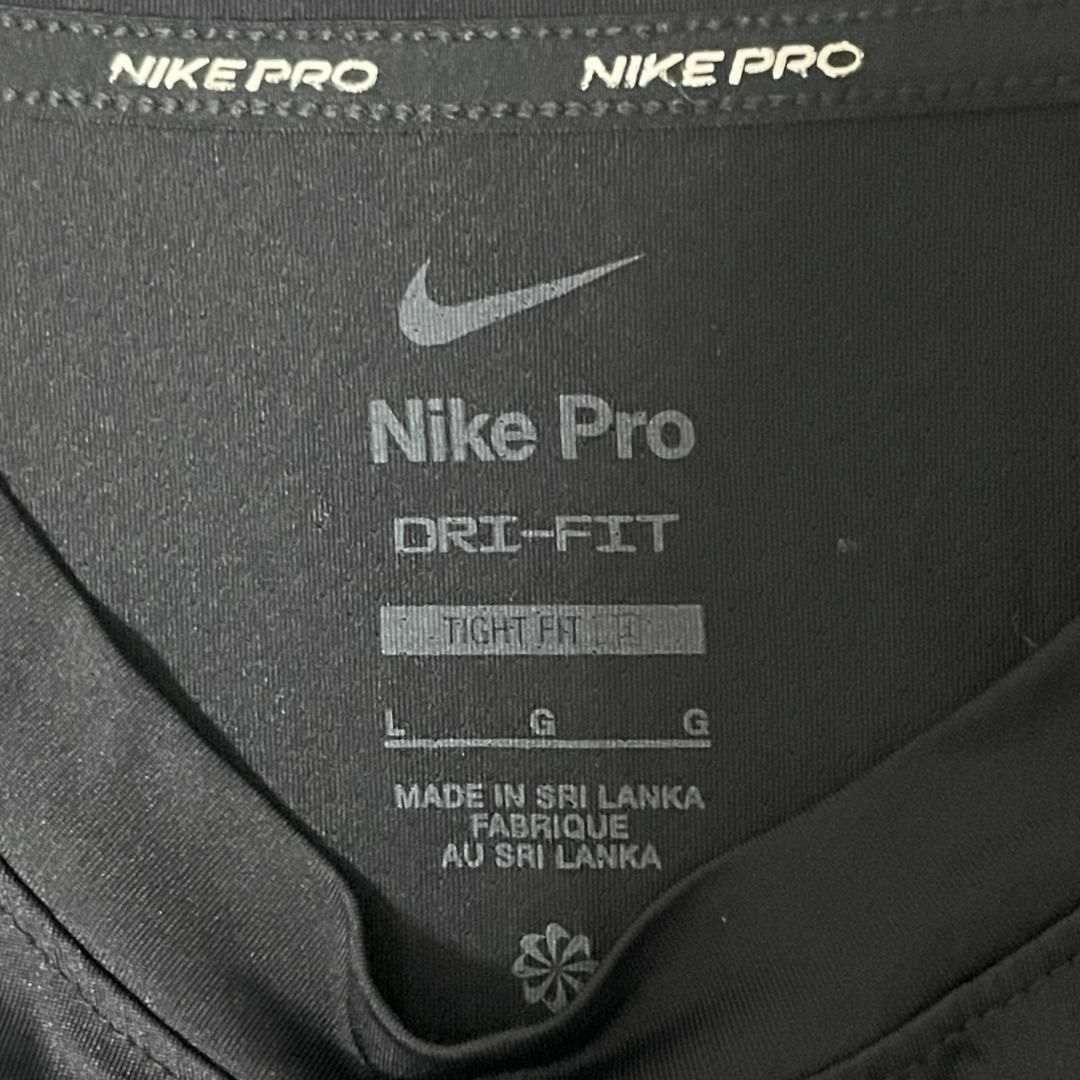 NIKE PRO NIKE PRO
Nike Pro
DRI-FIT
TIGHT FIT
L G G
MADE IN SRI LANKA
FABRIQUE
AU SRI LANKA